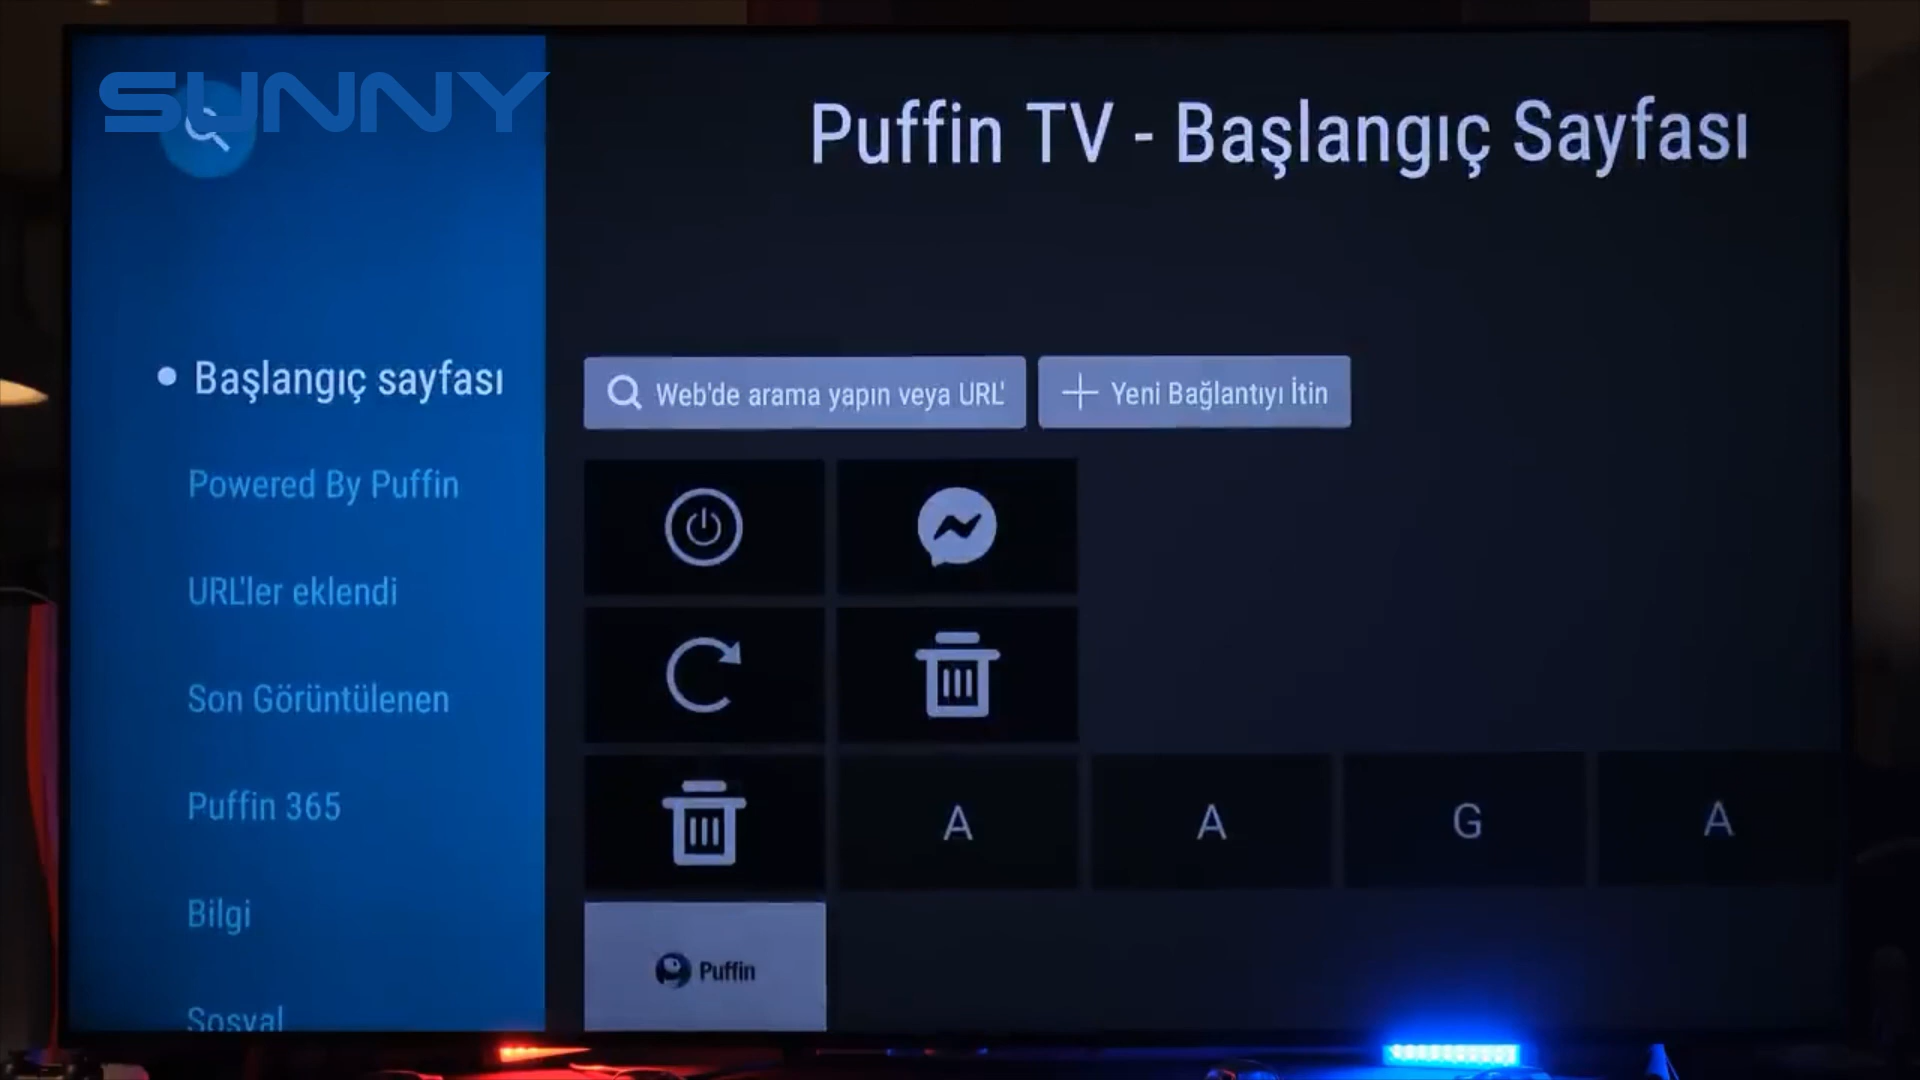 SUNNY
Puffin TV - Başlangıç Sayfası
Başlangıç sayfası
Powered By Puffin
URL'ler eklendi
Son Görüntülenen
Puffin 365
Bilgi
Sosyal
Web'de arama yapın veya URL'
Yeni Bağlantıyı İtin
A A G A
Puffin